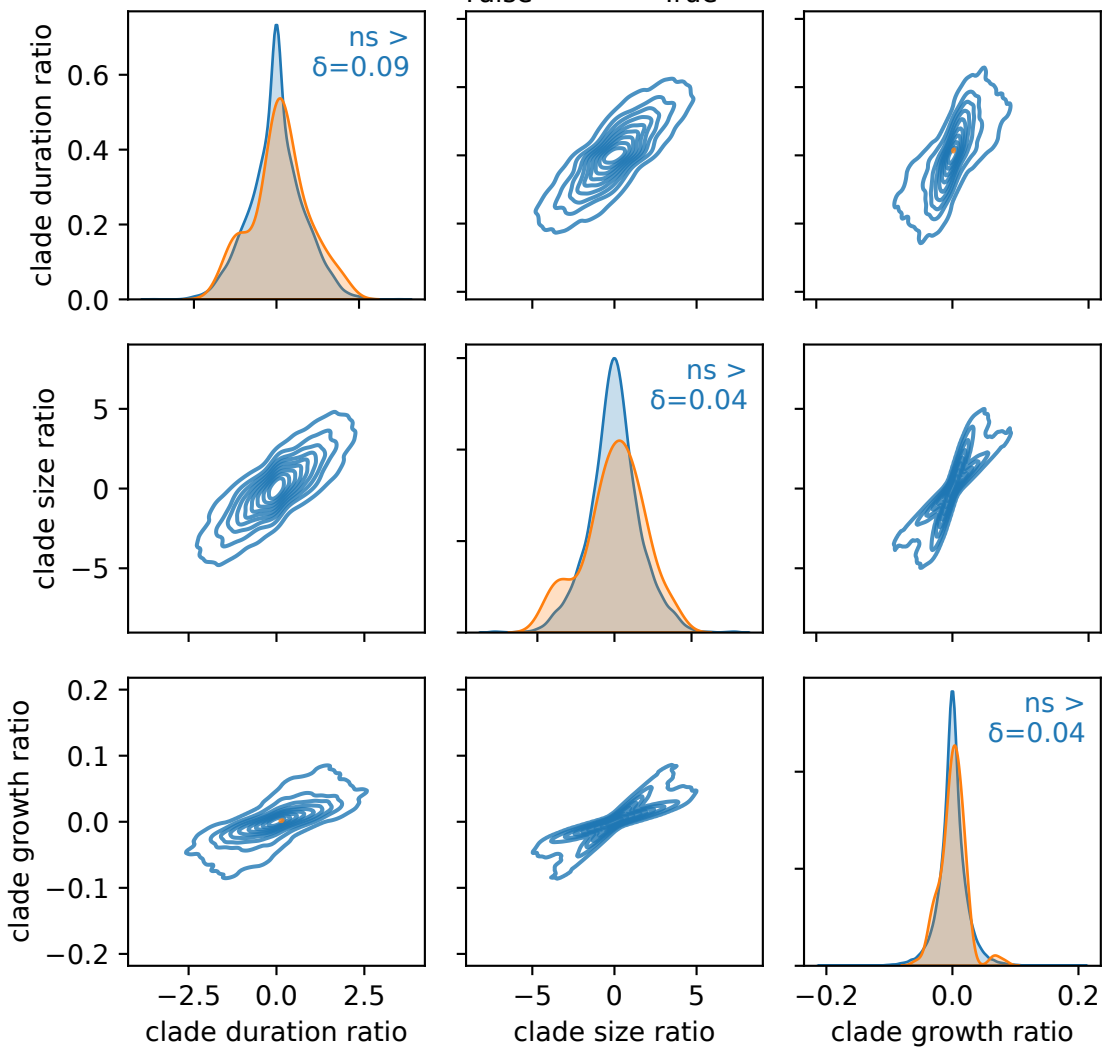 clade duration ratio
0.6
0.4
0.2
0.0
ns >
δ=0.09
clade size ratio
5
0
−5
ns >
δ=0.04
clade growth ratio
0.2
0.1
0.0
−0.1
−0.2
ns >
δ=0.04
−2.5 0.0 2.5
−5 0 5
−0.2 0.0 0.2
clade duration ratio
clade size ratio
clade growth ratio